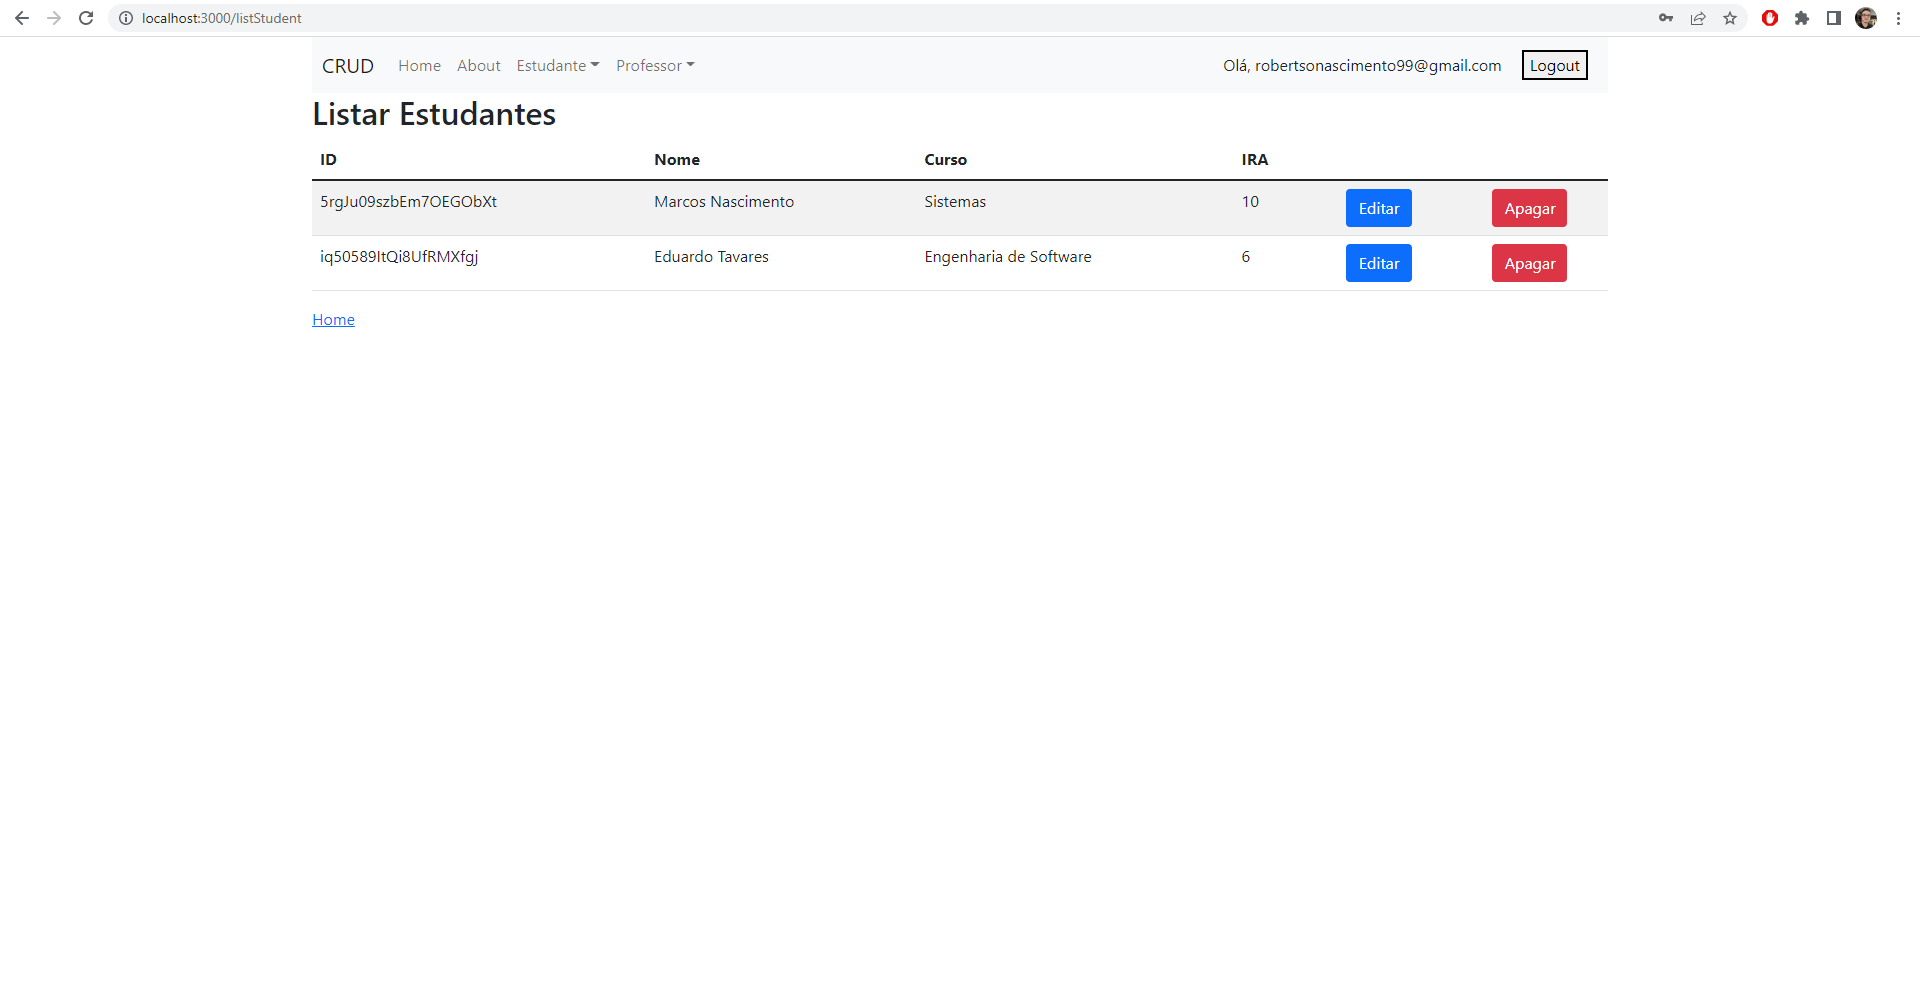 localhost:3000/listStudent
CRUD Home About Estudante Professor Olá, robertsonascimento99@gmail.com Logout
Listar Estudantes
ID Nome Curso IRA
5rgJu09szbEm7OEGObXt Marcos Nascimento Sistemas 10 Editar Apagar
iq50589ItQi8UfRMXfgj Eduardo Tavares Engenharia de Software 6 Editar Apagar
Home